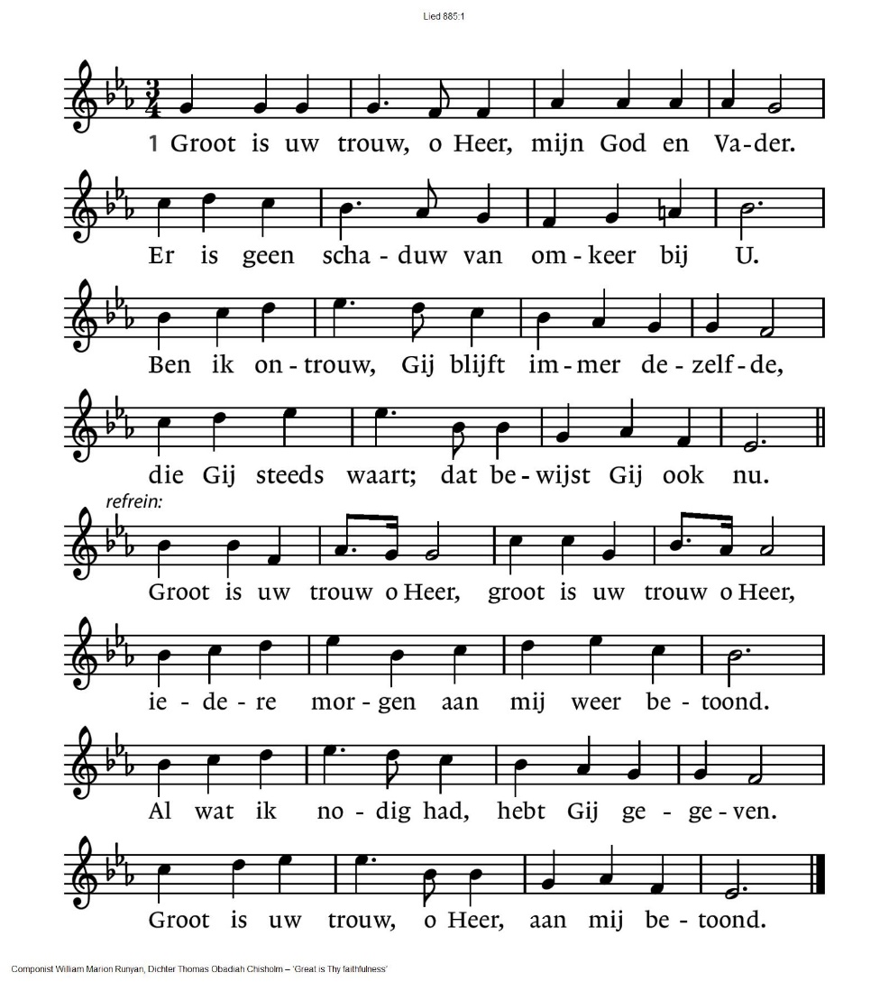 Lied 885:1
1 Groot is uw trouw, o Heer, mijn God en Va-der.
Er is geen scha - duw van om - keer bij U.
Ben ik on - trouw, Gij blijft im - mer de - zelf - de,
die Gij steeds waart; dat be - wijst Gij ook nu.
refrein:
Groot is uw trouw o Heer, groot is uw trouw o Heer,
ie - de - re mor - gen aan mij weer be - toond.
Al wat ik no - dig had, hebt Gij ge - ge - ven.
Groot is uw trouw, o Heer, aan mij be - toond.
Componist William Marion Runyan, Dichter Thomas Obadiah Chisholm – ‘Great is Thy faithfulness’